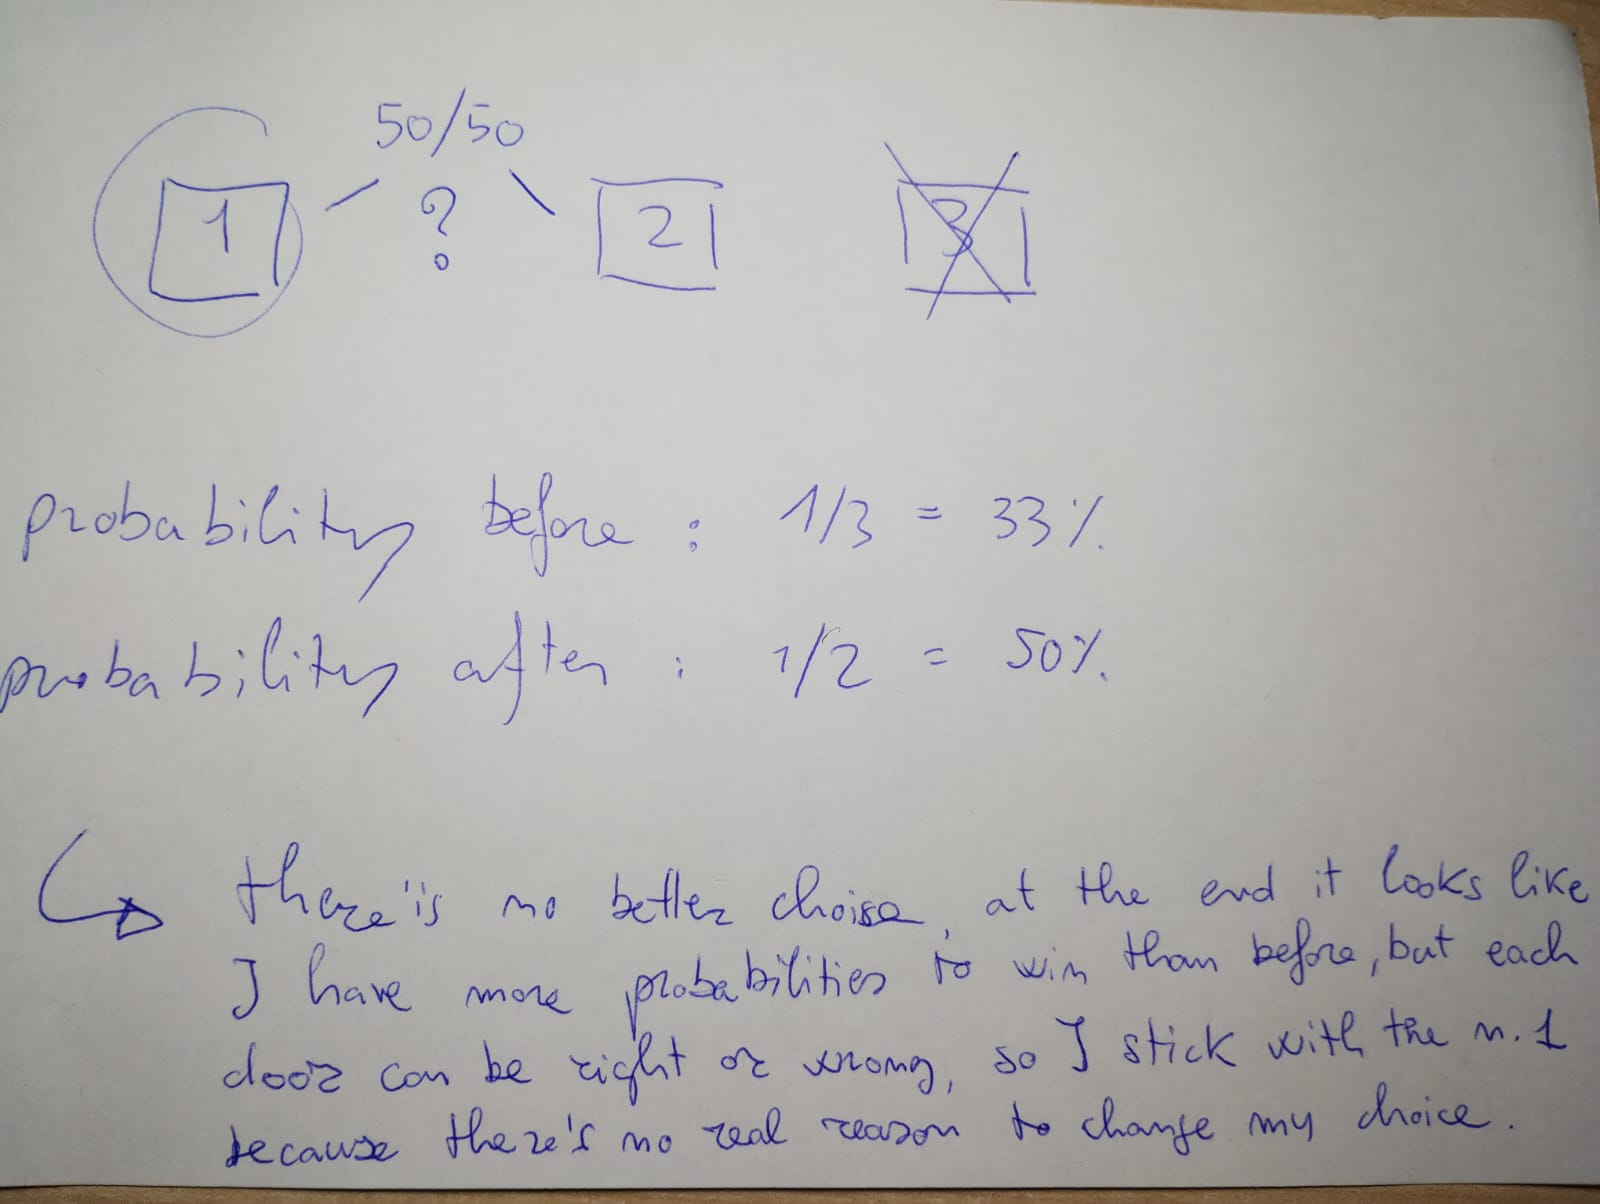 50/50
1 ? 2 3
probability before : 1/3 = 33%
probability after : 1/2 = 50%
there is no better choise, at the end it looks like
I have more probabilities to win than before, but each
door can be right or wrong, so I stick with the n. 1
because there's no real reason to change my choice.